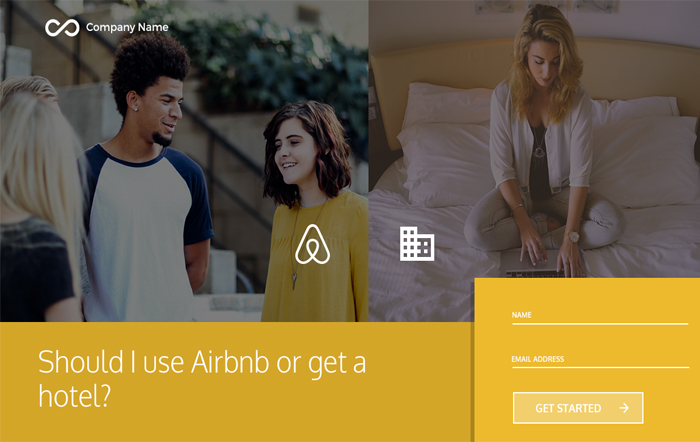 Company Name
Should I use Airbnb or get a
hotel?
NAME
EMAIL ADDRESS
GET STARTED